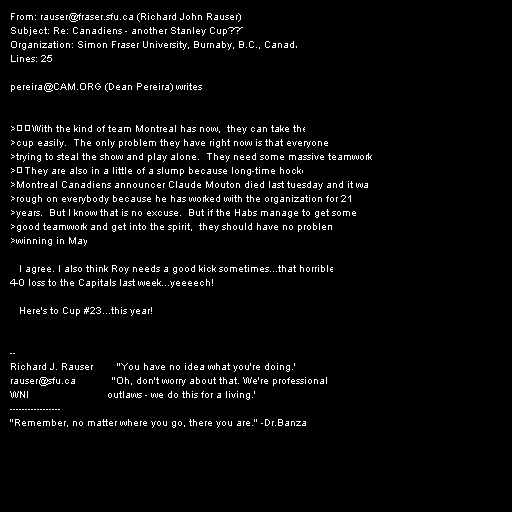 From: rauser@fraser.sfu.ca (Richard John Rauser)
Subject: Re: Canadiens - another Stanley Cup??
Organization: Simon Fraser University, Burnaby, B.C.,
Lines: 25
pereira@CAM.ORG (Dean Pereira) writes
>With the kind of team Montreal has now, they can take
>cup easily. The only problem they have right now is that everyone
>trying to steal the show and play alone. They need some massive teamwork
> They are also in a little of a slump because long-time
>Montreal Canadiens announcer Claude Mouton died last tuesday and it
>rough on everybody because he has worked with the organization for 21
>years. But I know that is no excuse. But if the Habs manage to get some
>good teamwork and get into the spirit, they should have no
>winning in May
I agree. I also think Roy needs a good kick sometimes...that
4-0 loss to the Capitals last week...yeeeech!
Here's to Cup #23...this year!
--
Richard J. Rauser "You have no idea what you're doing.'
rauser@sfu.ca "Oh, don't worry about that. We're professional
WNI outlaws - we do this for a living.'
-----------------
"Remember, no matter where you go, there you are." -Dr.Banza